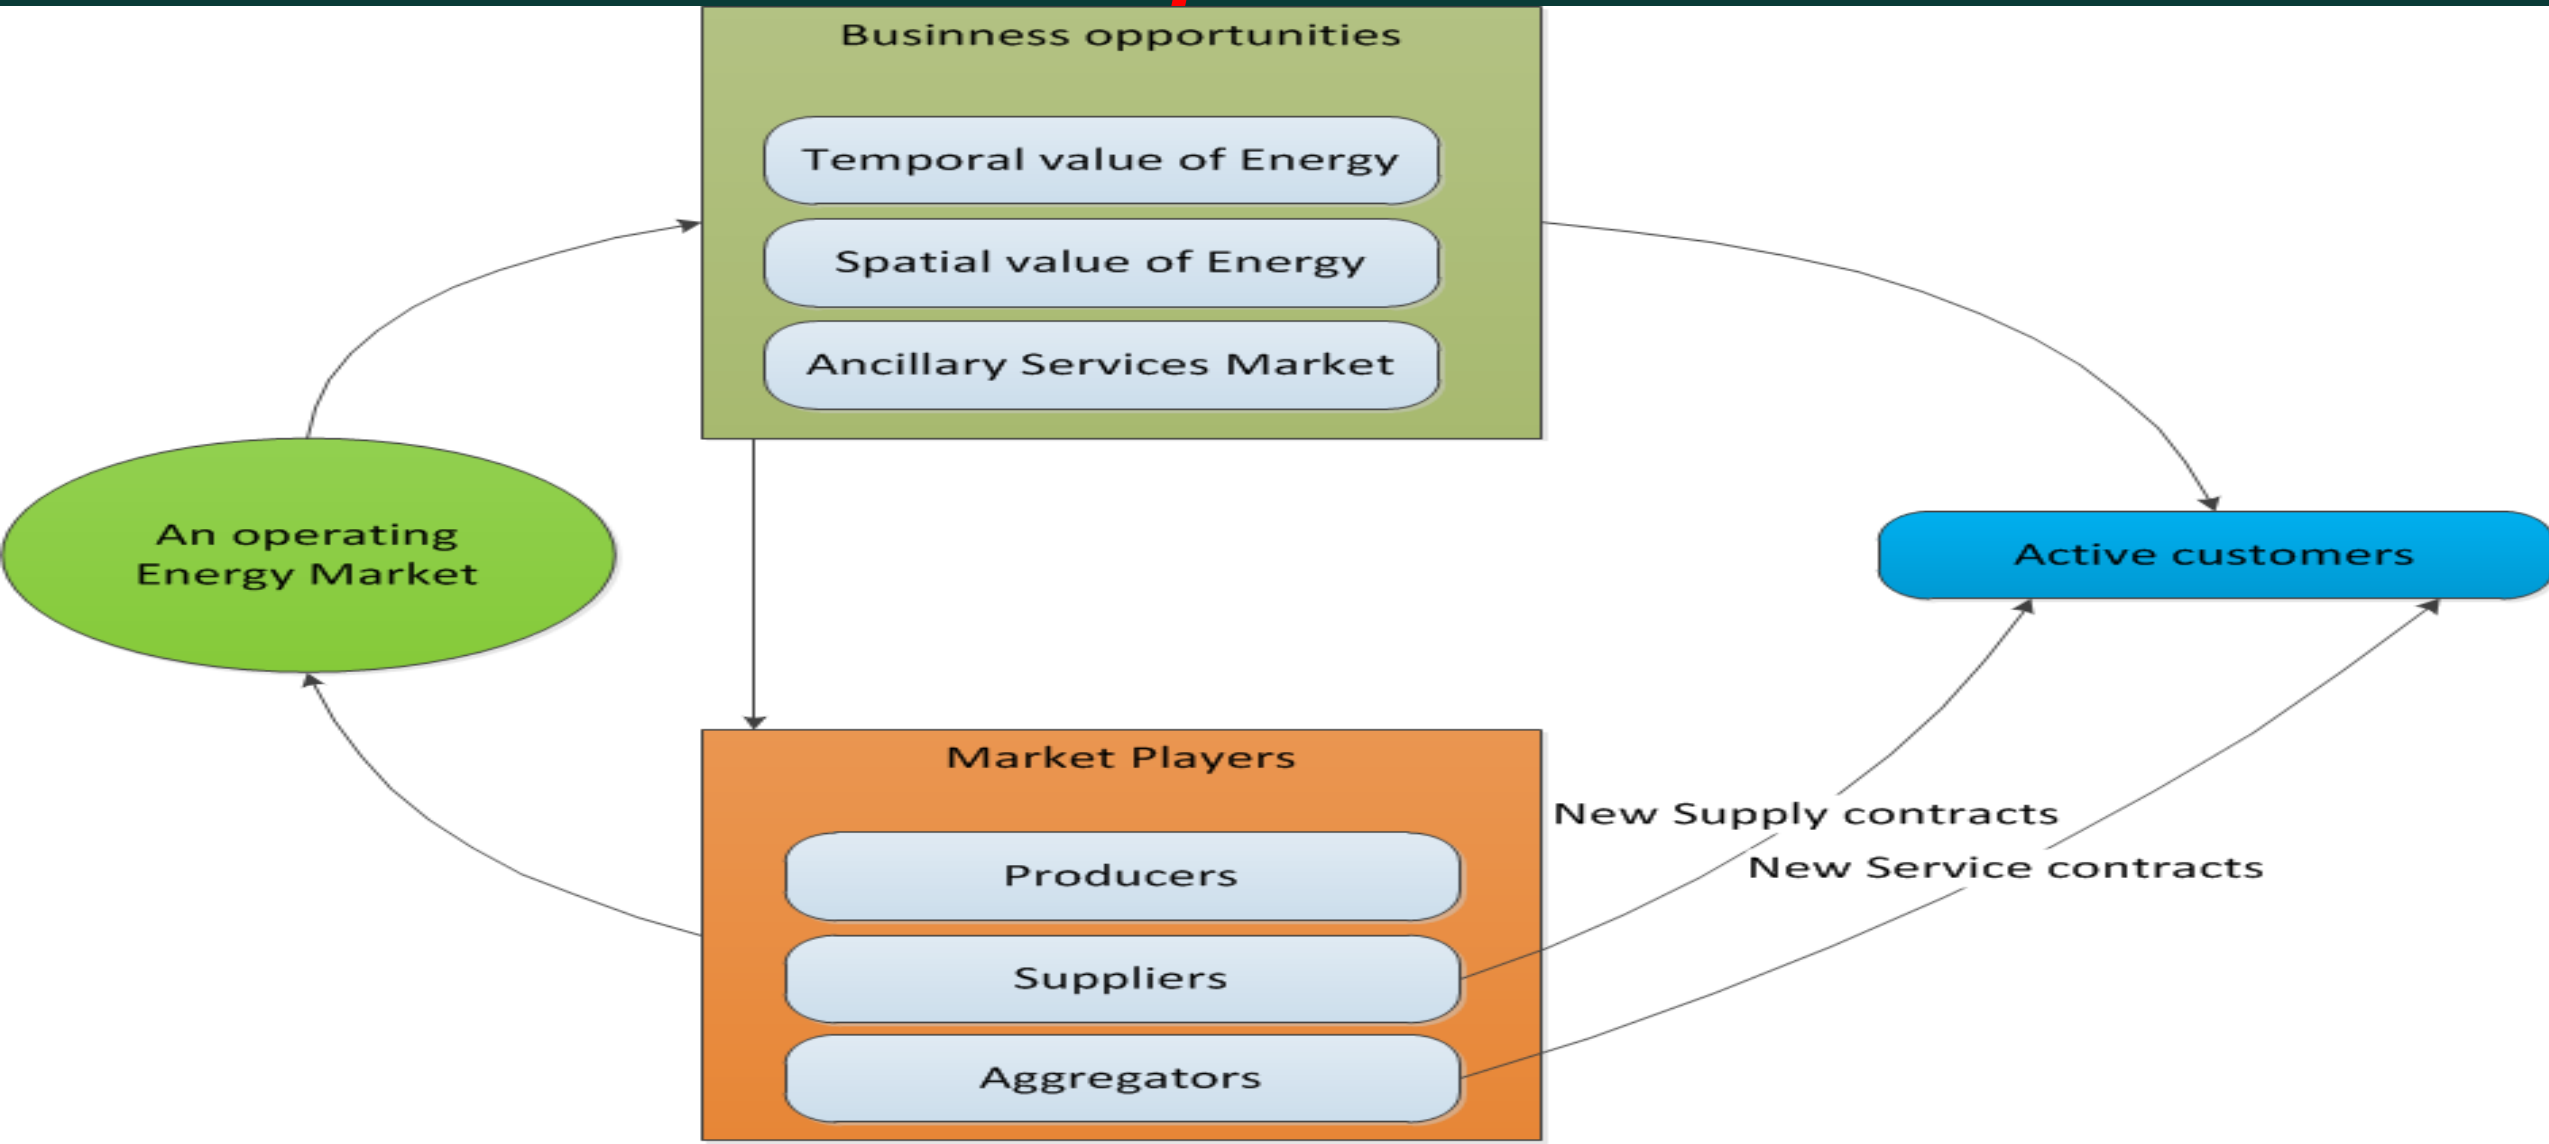 Businness opportunities
Temporal value of Energy
Spatial value of Energy
Ancillary Services Market
An operating
Energy Market
Active customers
Market Players
Producers
Suppliers
Aggregators
New Supply contracts
New Service contracts